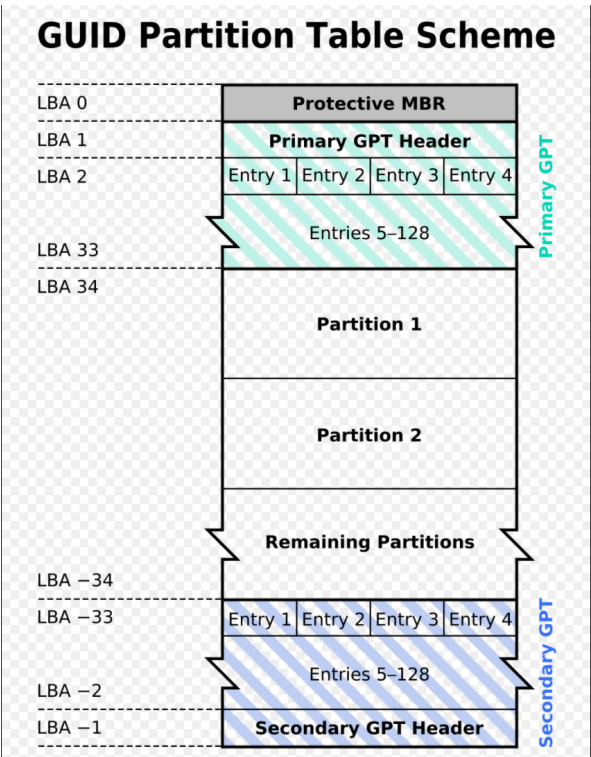 GUID Partition Table Scheme
LBA 0
Protective MBR
LBA 1
Primary GPT Header
LBA 2
Entry 1 Entry 2 Entry 3 Entry 4
Entries 5–128
LBA 33
Primary GPT
LBA 34
Partition 1
Partition 2
Remaining Partitions
LBA −34
LBA −33
Entry 1 Entry 2 Entry 3 Entry 4
Entries 5–128
LBA −2
LBA −1
Secondary GPT Header
Secondary GPT